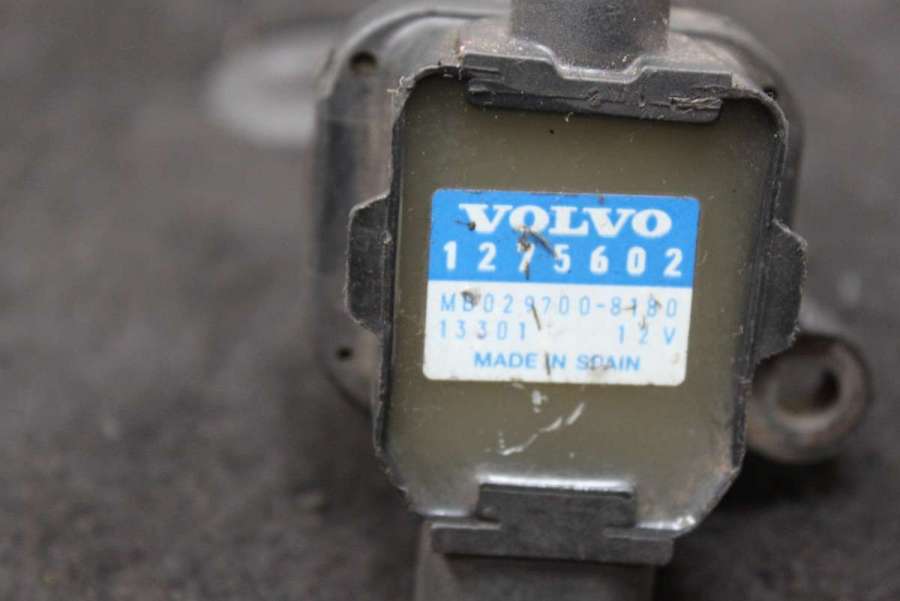 VOLVO
1275602
MB029700-8180
13301 12V
MADE IN SPAIN